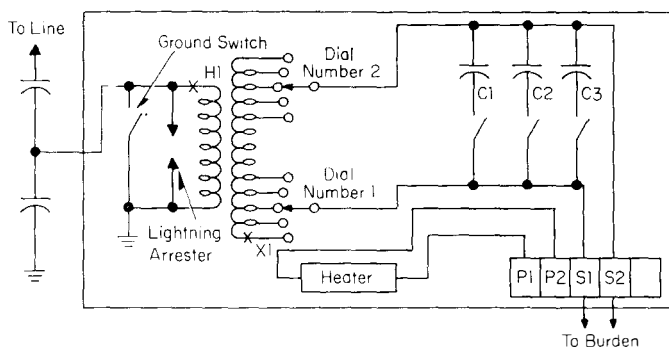 To Line
Ground Switch
H1
Dial
Number 2
C1
C2
C3
Dial
Number 1
Lightning
Arrester
X1
Heater
P1
P2
S1
S2
To Burden